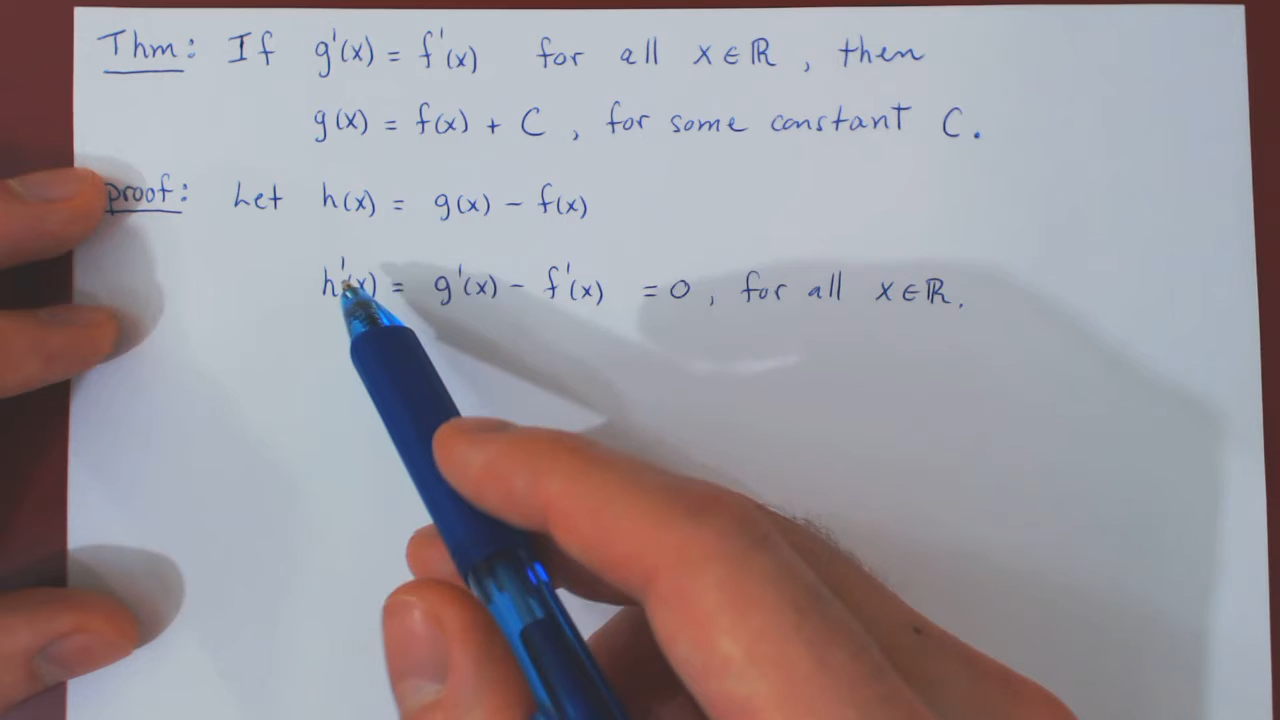 Thm: If g'(x) = f'(x) for all x ∈ ℝ, then
g(x) = f(x) + C, for some constant C.
proof: Let h(x) = g(x) - f(x)
h'(x) = g'(x) - f'(x) = 0, for all x ∈ ℝ.